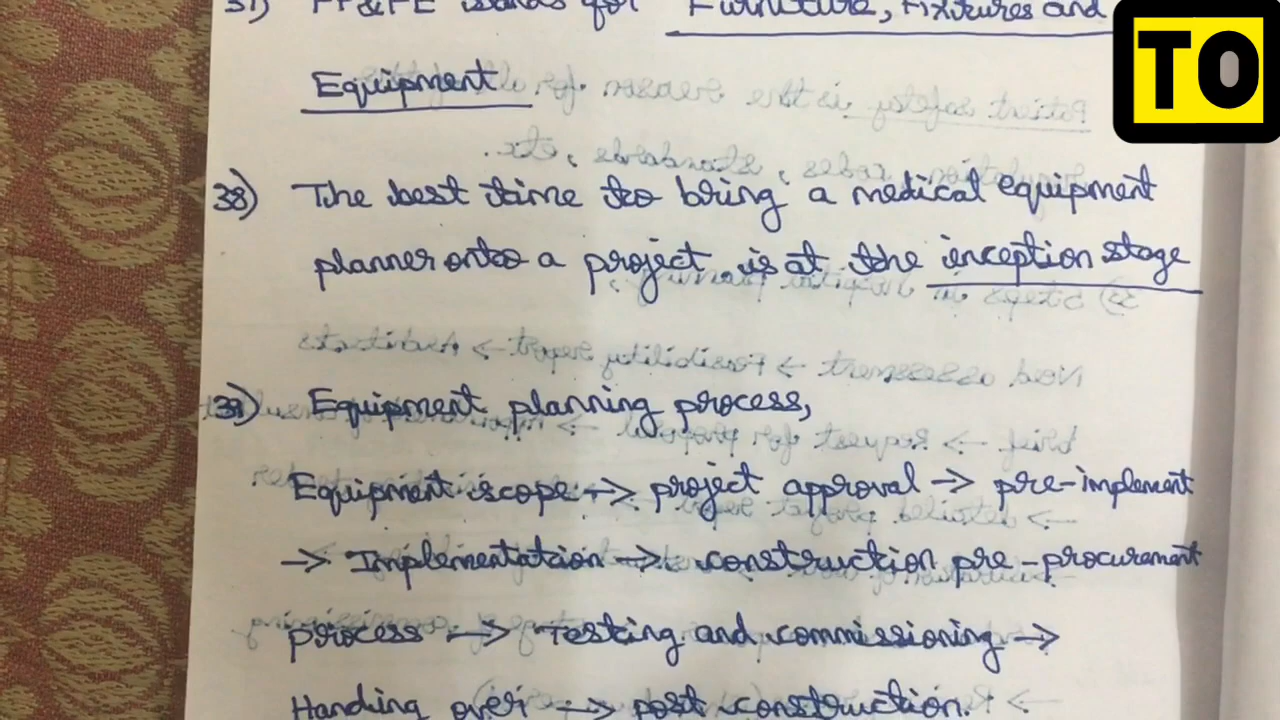 37) FF&FE stands for Furniture, Fixtures and
TO
Equipment
38) The best time to bring a medical equipment
planner onto a project is at the inception stage
39) Equipment planning process,
Equipment scope → project approval → pre-implement
→ Implementation → construction pre-procurement
process → Testing and commissioning →
Handing over → post construction.